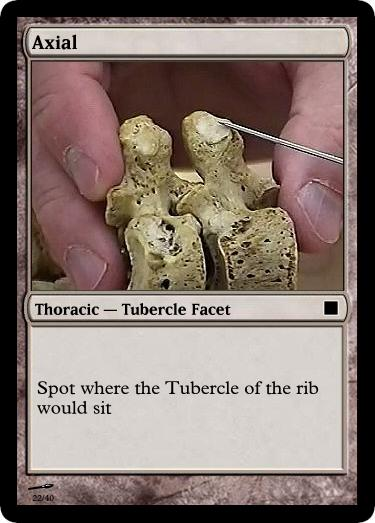 Axial
Thoracic — Tubercle Facet
Spot where the Tubercle of the rib
would sit
22/40